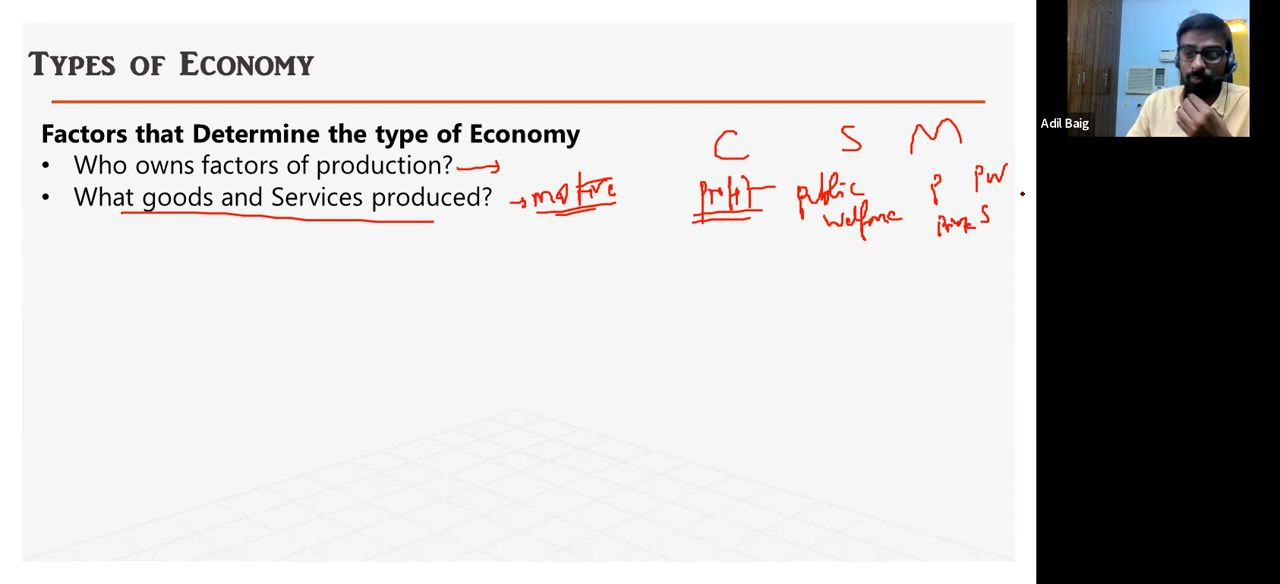 TYPES OF ECONOMY
Factors that Determine the type of Economy
• Who owns factors of production?
• What goods and Services produced? → motive
C S M
profit public welfare P PW
S
Adil Baig